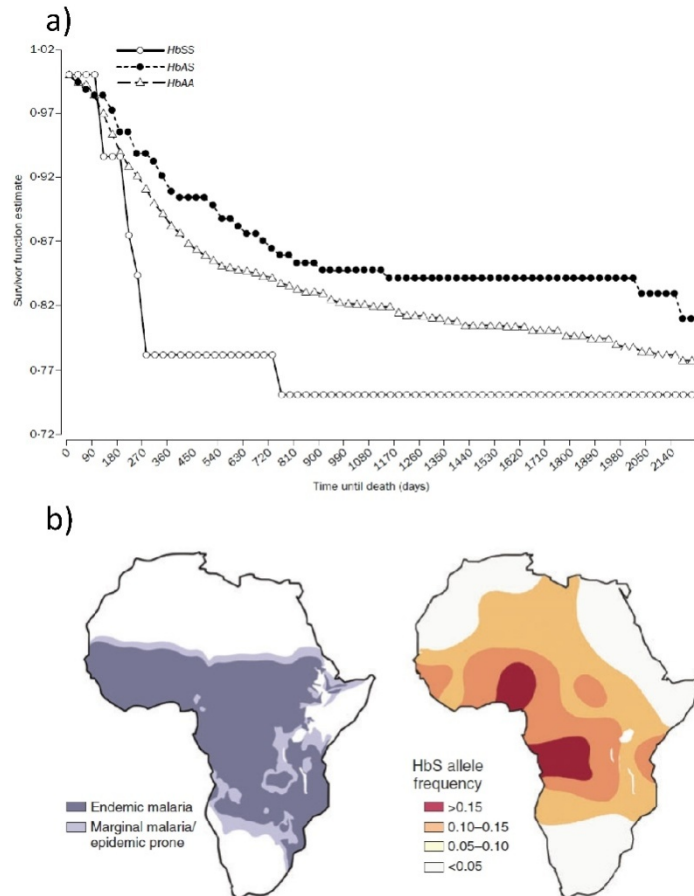 a)
HbSS
HbAS
HbAA
1·02
0·97
0·92
0·87
0·82
0·77
0·72
Survivor function estimate
0 90 180 270 360 450 540 630 720 810 900 990 1080 1170 1260 1350 1440 1530 1620 1710 1800 1890 1980 2050 2140
Time until death (days)
b)
Endemic malaria
Marginal malaria/
epidemic prone
HbS allele
frequency
>0.15
0.10–0.15
0.05–0.10
<0.05